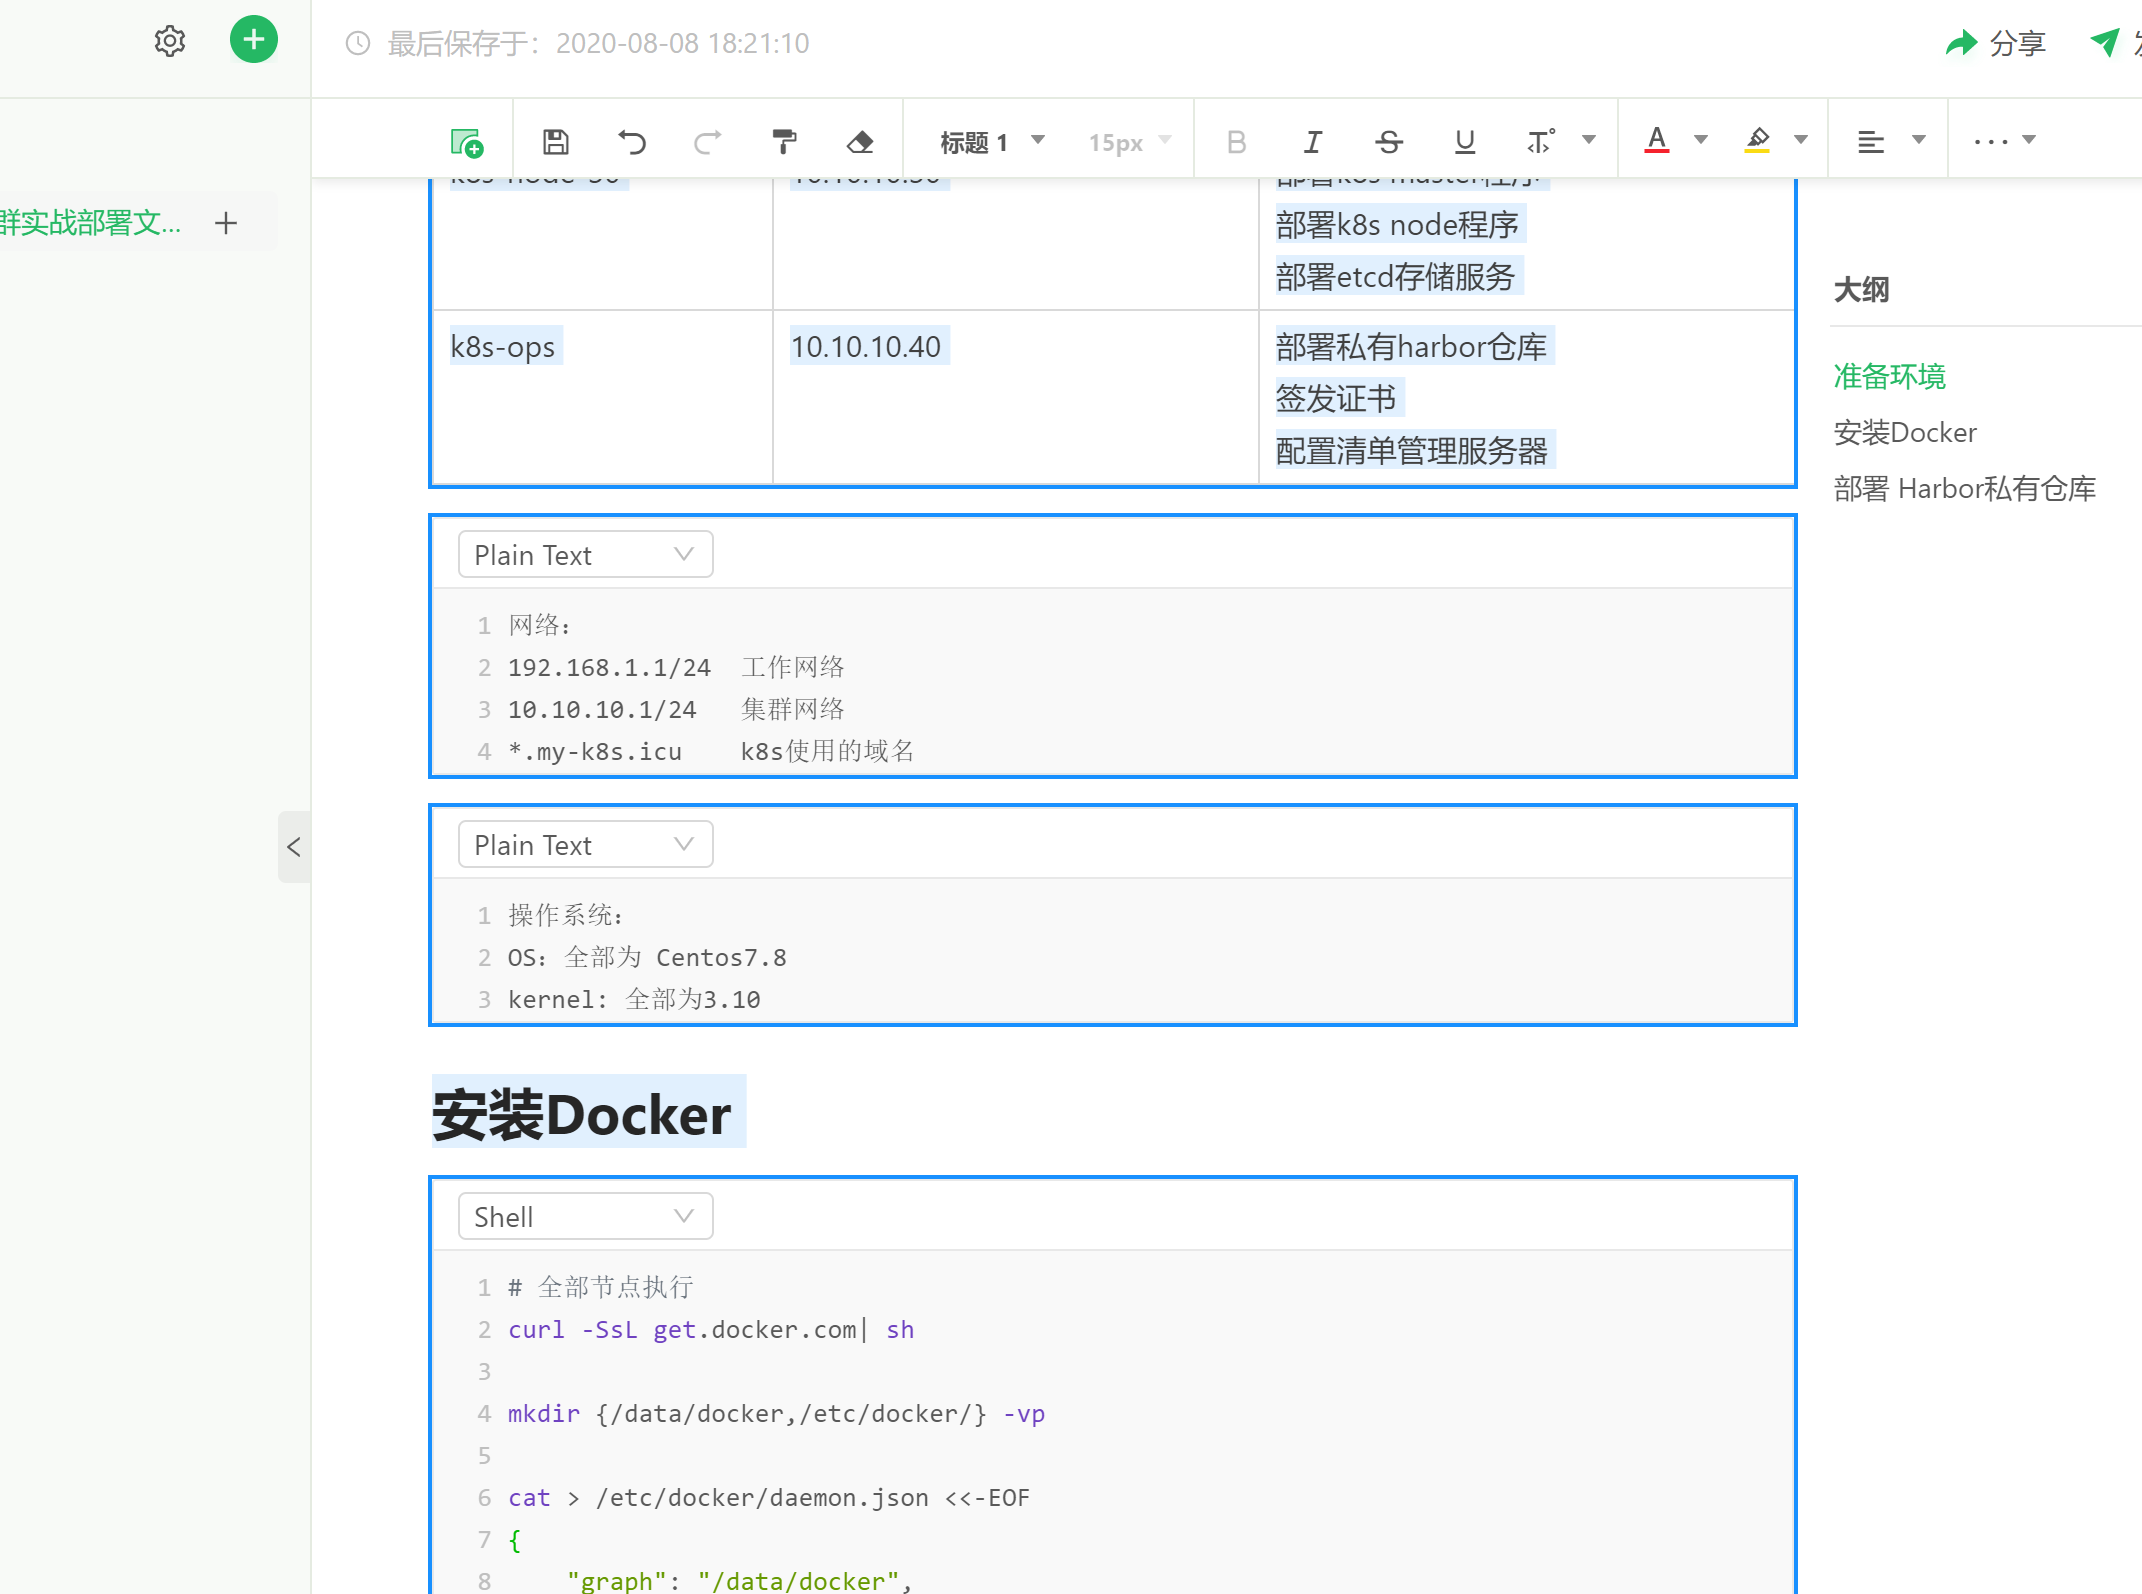 最后保存于：2020-08-08 18:21:10
分享
标题 1
15px
群实战部署文...
部署k8s node程序
部署etcd存储服务
k8s-ops 10.10.10.40 部署私有harbor仓库
签发证书
配置清单管理服务器
大纲
准备环境
安装Docker
部署 Harbor私有仓库
Plain Text
1 网络：
2 192.168.1.1/24 工作网络
3 10.10.10.1/24 集群网络
4 *.my-k8s.icu k8s使用的域名
Plain Text
1 操作系统：
2 OS：全部为 Centos7.8
3 kernel: 全部为3.10
安装Docker
Shell
1 # 全部节点执行
2 curl -SsL get.docker.com| sh
3
4 mkdir {/data/docker,/etc/docker/} -vp
5
6 cat > /etc/docker/daemon.json <<-EOF
7 {
8 "graph": "/data/docker",